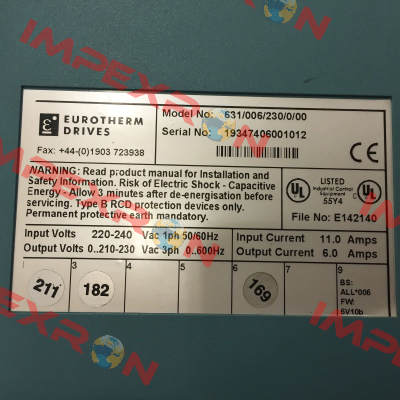 IMPEXRON
EUROTHERM
DRIVES
Fax: +44-(0)1903 723938
Model No: 631/006/230/0/00
Serial No: 19347406001012
WARNING: Read product manual for Installation and
Safety Information. Risk of Electric Shock - Capacitive
Energy - Allow 3 minutes after de-energisation before
servicing. Type B RCD protection devices only.
Permanent protective earth mandatory.
LISTED
Industrial Control
Equipment
55Y4
File No: E142140
Input Volts 220-240 Vac 1ph 50/60Hz
Output Volts 0..210-230 Vac 3ph 0..600Hz
Input Current 11.0 Amps
Output Current 6.0 Amps
1 3 4 5 6 7 9
211 182 169
BS:
ALL*006
FW:
6V10b
IMPEXRON